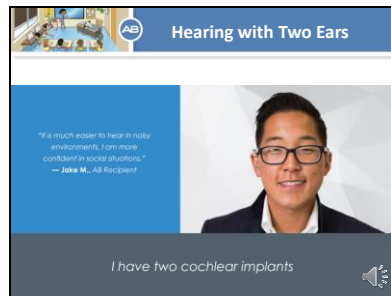 AB
Hearing with Two Ears
"It is much easier to hear in noisy
environments. I am more
confident in social situations."
— Jake M., AB Recipient
I have two cochlear implants